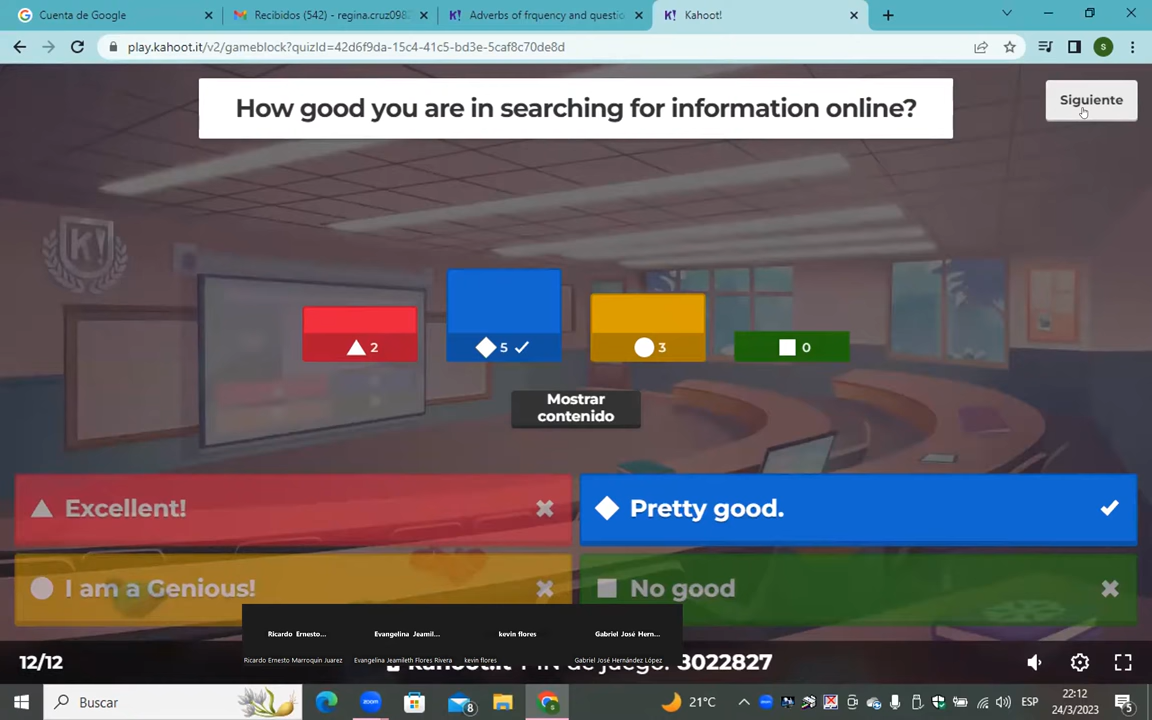 Cuenta de Google
Recibidos (542) - regina.cruz098
Adverbs of frquency and questio
Kahoot!
play.kahoot.it/v2/gameblock?quizId=42d6f9da-15c4-41c5-bd3e-5caf8c70de8d
S
How good you are in searching for information online?
Siguiente
K!
2
5
3
0
Mostrar
contenido
Excellent!
Pretty good.
I am a Genious!
No good
Ricardo Ernesto...
Evangelina Jeamil...
kevin flores
Gabriel José Hern...
Ricardo Ernesto Marroquin Juarez
Evangelina Jeamileth Flores Rivera
kevin flores
Gabriel José Hernández López
12/12
3022827
Buscar
8
21°C
ESP
22:12
24/3/2023
5